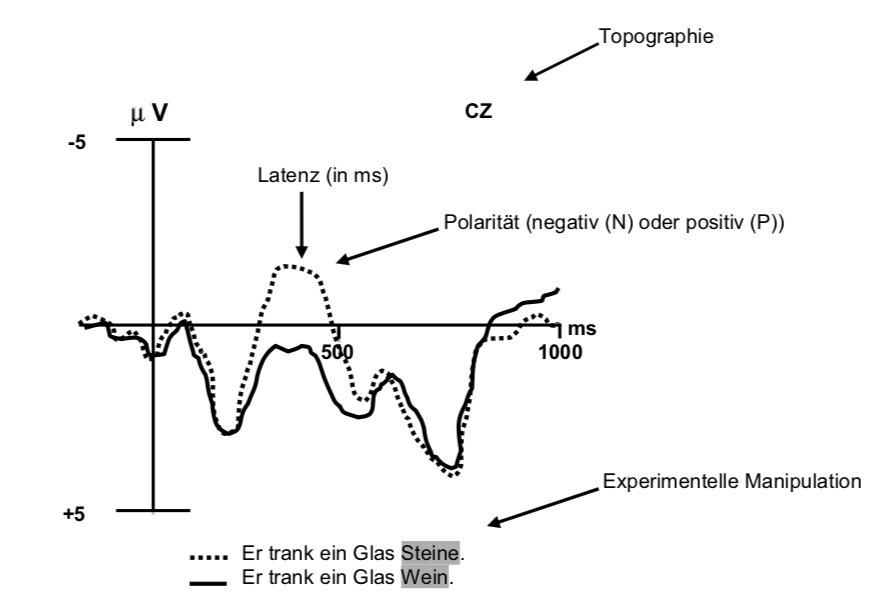 Topographie
µ V
CZ
-5
Latenz (in ms)
Polarität (negativ (N) oder positiv (P))
ms
500
1000
Experimentelle Manipulation
+5
Er trank ein Glas Steine.
Er trank ein Glas Wein.